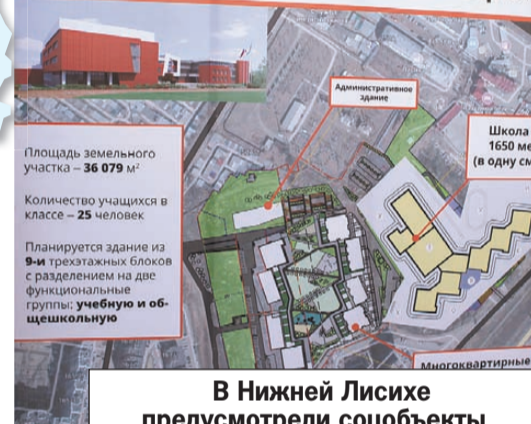 Административное
здание
Школа
1650 ме
(в одну см
Площадь земельного
участка – 36 079 м²
Количество учащихся в
классе – 25 человек
Планируется здание из
9-и трехэтажных блоков
с разделением на две
функциональные
группы: учебную и об-
щешкольную
Многоквартирные
В Нижней Лисихе
предусмотрели соцобъекты